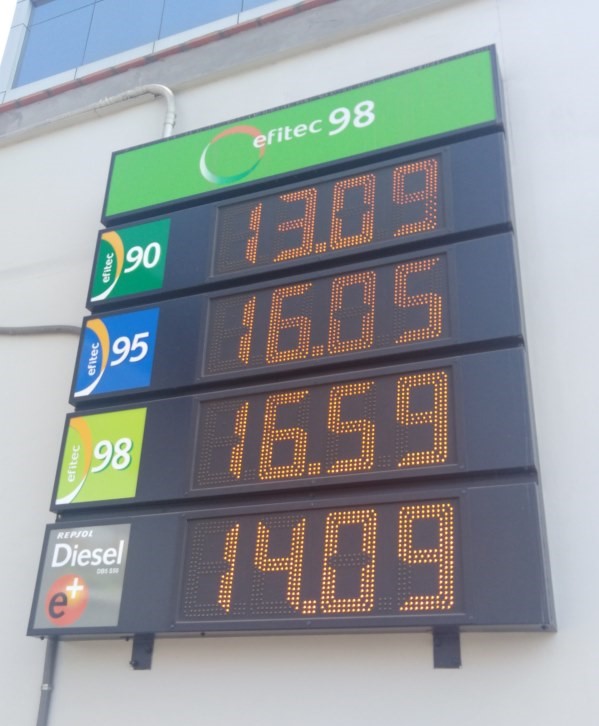 efitec 98
efitec 90 13.09
efitec 95 16.05
efitec 98 16.59
REPSOL
Diesel
e+ 14.09